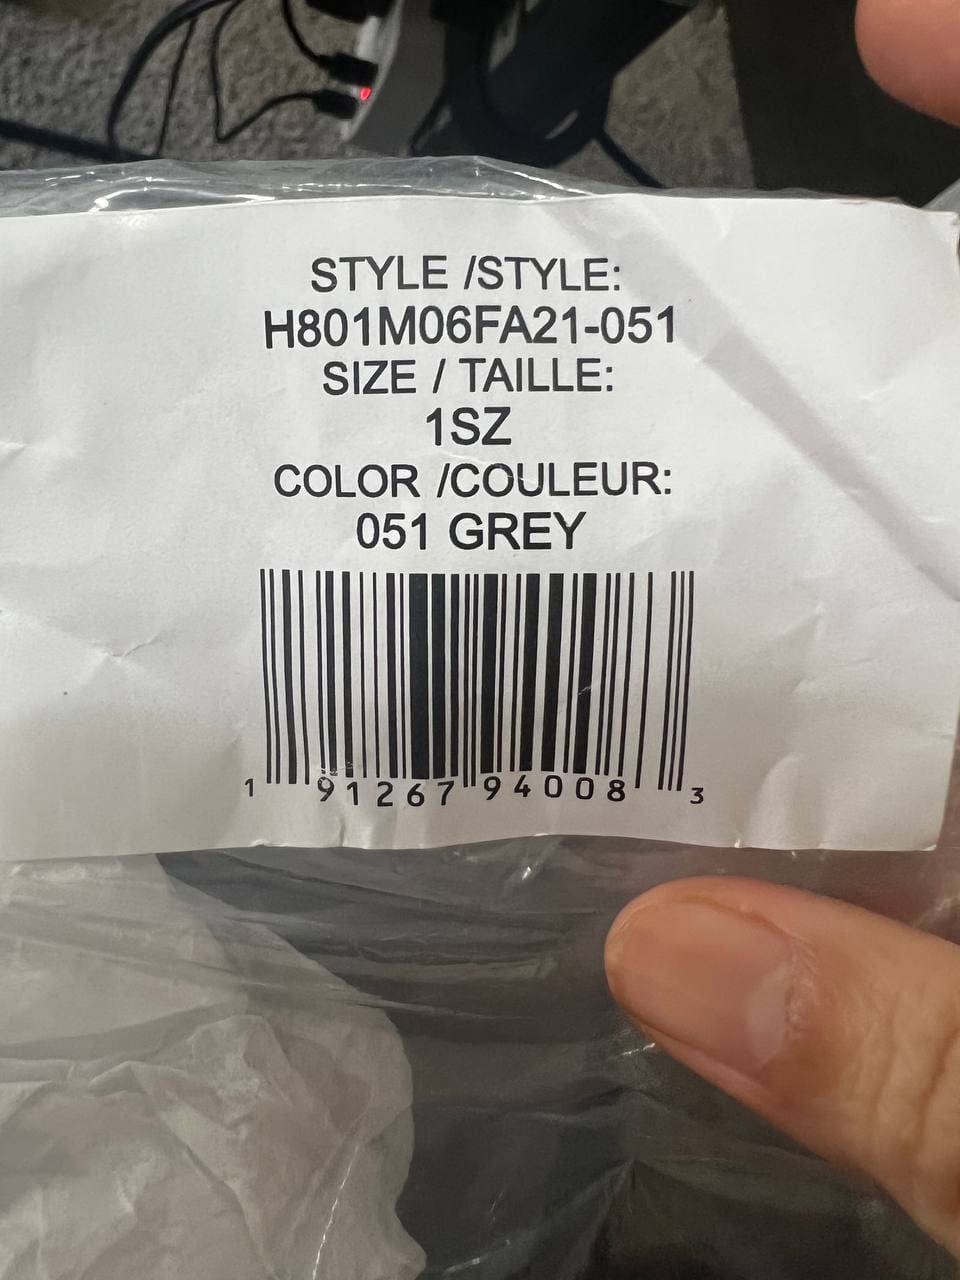 STYLE /STYLE:
H801M06FA21-051
SIZE / TAILLE:
1SZ
COLOR /COULEUR:
051 GREY
1 91267 94008 3